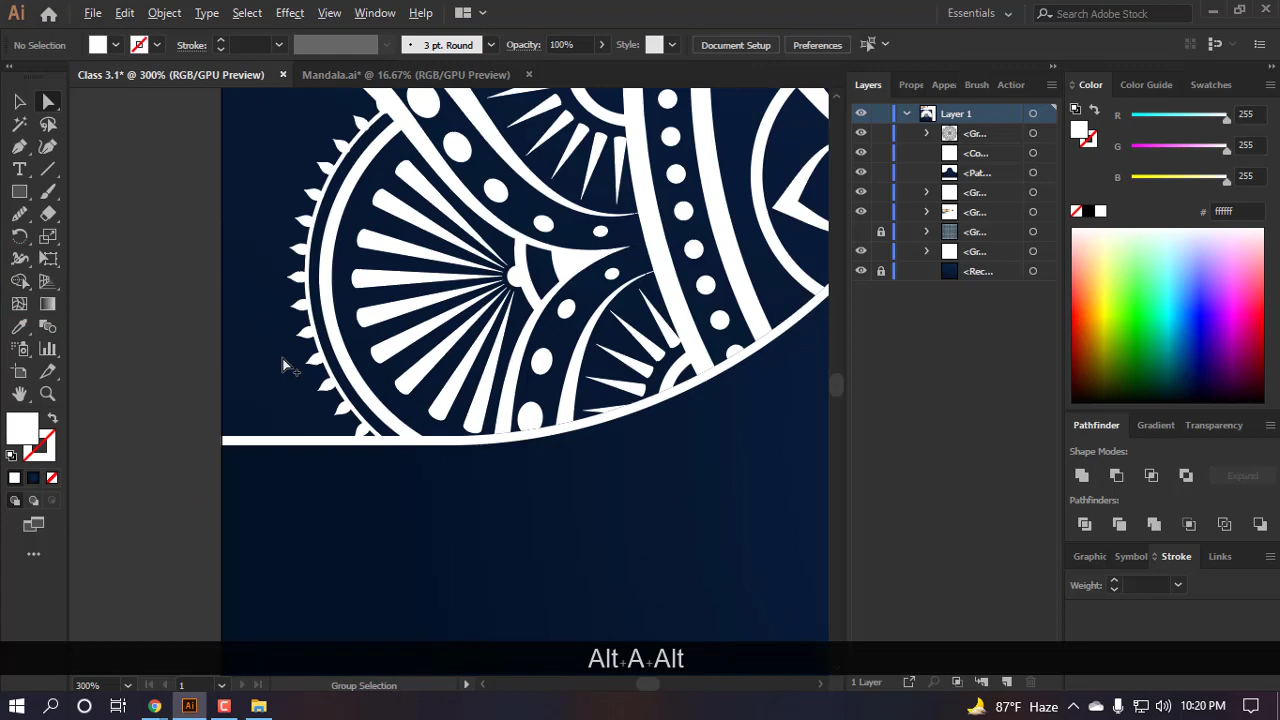 Ai File Edit Object Type Select Effect View Window Help Essentials Search Adobe Stock
No Selection Stroke: 3 pt. Round Opacity: 100% Style: Document Setup Preferences
Class 3.1* @ 300% (RGB/GPU Preview) Mandala.ai* @ 16.67% (RGB/GPU Preview)
Layers Prope Appe Brush Action Color Color Guide Swatches
Layer 1
<Gr...
<Co...
<Pat...
<Gr...
<Gr...
<Gr...
<Gr...
<Rec...
R 255
G 255
B 255
# ffffff
Pathfinder Gradient Transparency
Shape Modes:
Expand
Pathfinders:
Graphic Symbol Stroke Links
Weight:
Alt+A+Alt
300% 1 Group Selection 1 Layer
87°F Haze 10:20 PM